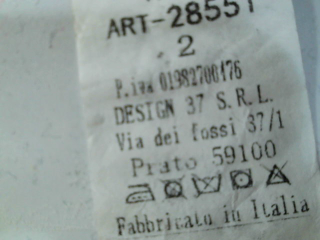 ART-28551
2
P.iva 01982700176
DESIGN 37 S.R.L.
Via dei fossi 37/1
Prato 59100
Fabbricato in Italia